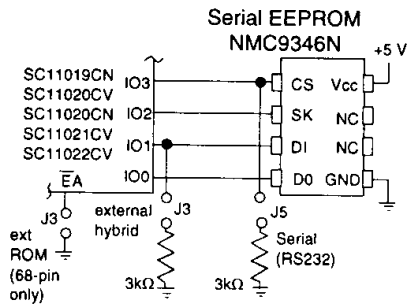 Serial EEPROM
NMC9346N
+5 V
SC11019CN
SC11020CV
SC11020CN
SC11021CV
SC11022CV
IO3
IO2
IO1
IO0
CS
SK
DI
D0
Vcc
NC
NC
GND
EA
J3
ext
ROM
(68-pin
only)
external
hybrid
J3
J5
Serial
(RS232)
3kΩ
3kΩ